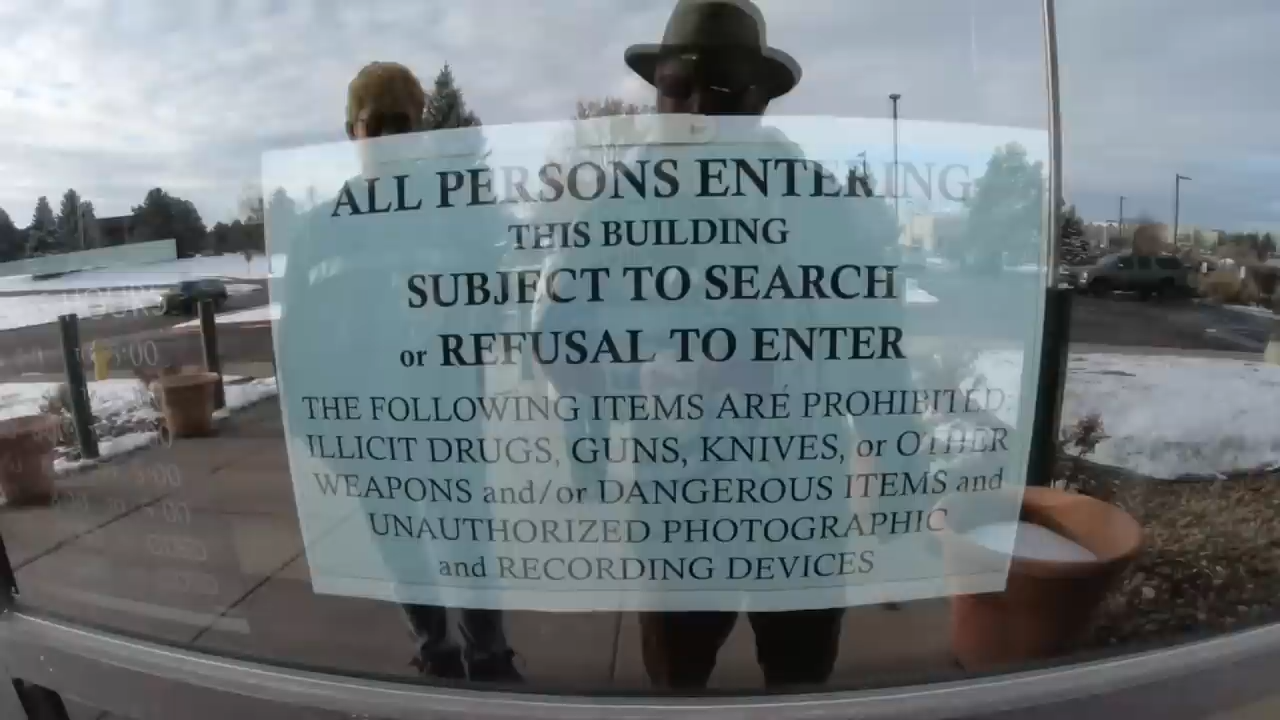 ALL PERSONS ENTERING
THIS BUILDING
SUBJECT TO SEARCH
or REFUSAL TO ENTER
THE FOLLOWING ITEMS ARE PROHIBITED:
ILLICIT DRUGS, GUNS, KNIVES, or OTHER
WEAPONS and/or DANGEROUS ITEMS and
UNAUTHORIZED PHOTOGRAPHIC
and RECORDING DEVICES